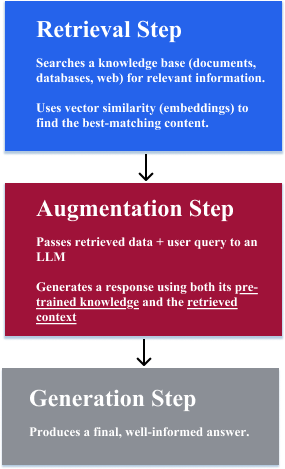 Retrieval Step
Searches a knowledge base (documents,
databases, web) for relevant information.
Uses vector similarity (embeddings) to
find the best-matching content.
Augmentation Step
Passes retrieved data + user query to an
LLM
Generates a response using both its pre-
trained knowledge and the retrieved
context
Generation Step
Produces a final, well-informed answer.